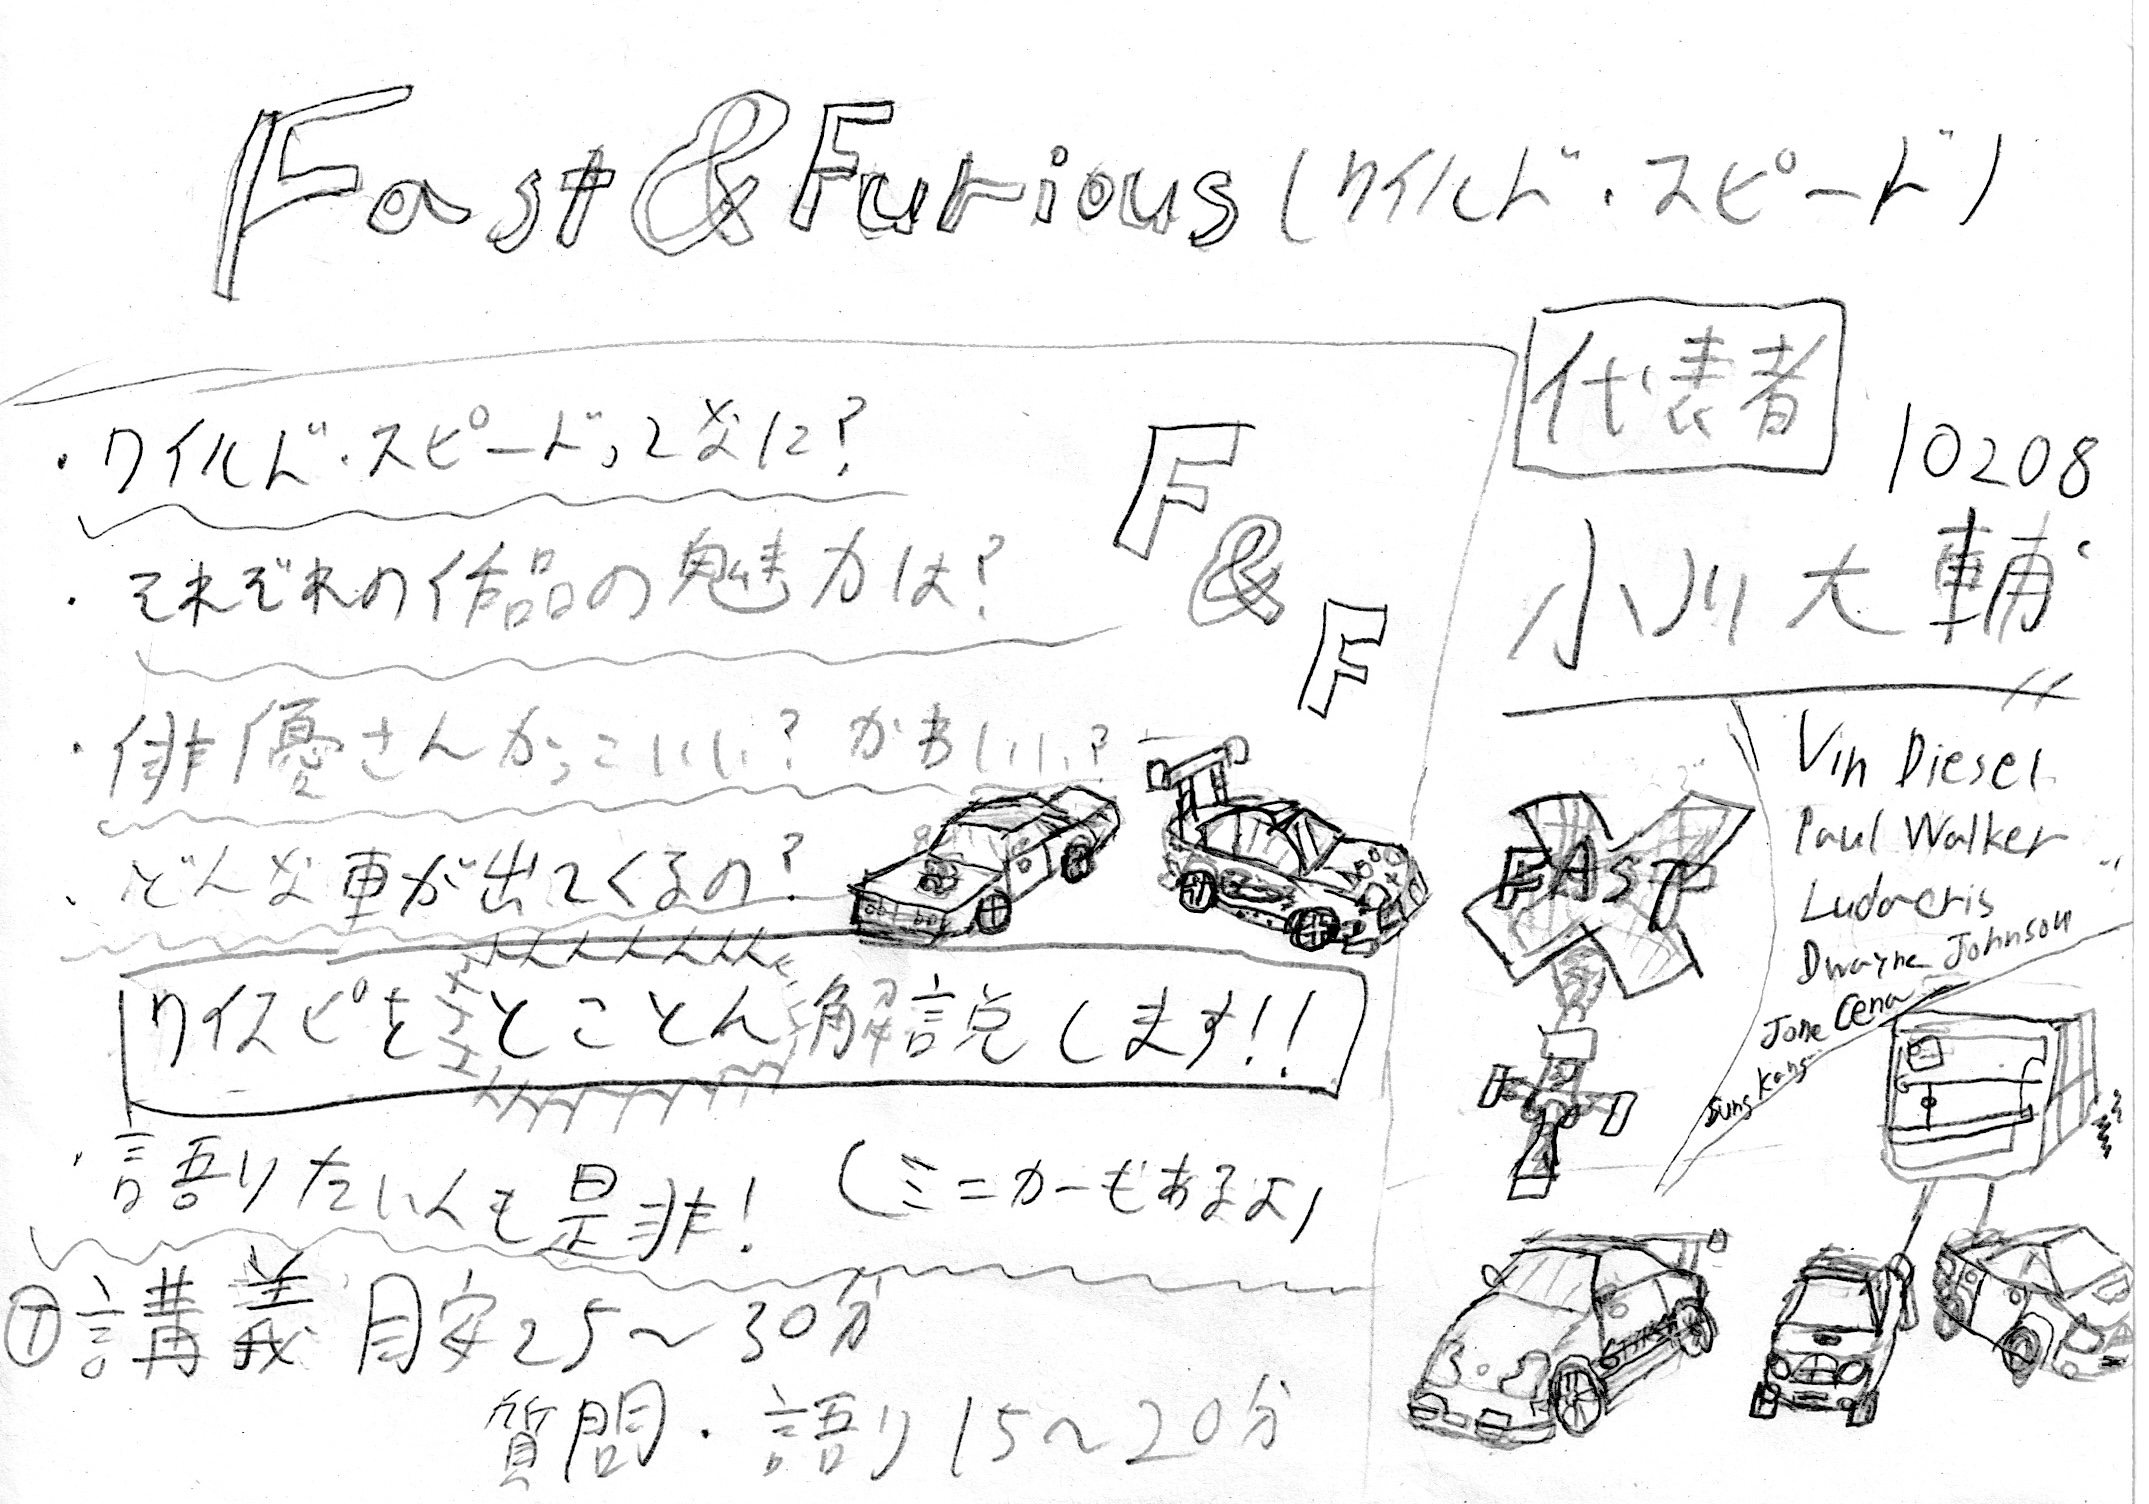 Fast & Furious (ワイルド・スピード)
・ワイルド・スピードってなに?
・それぞれの作品の魅力は?
・俳優さんかっこいい?かわいい?
・どんな車が出てくるの?
F
&
F
ワイスピをとことん解説します!!
・語りたい人も是非! (ミニカーもあるよ)
T 講義 目安25〜30分
質問・語り 15〜20分
代表者
10208
小川大輔
Vin Diesel
Paul Walker
Ludacris
Dwayne Johnson
Jone Cena
Sung Kang
FAST